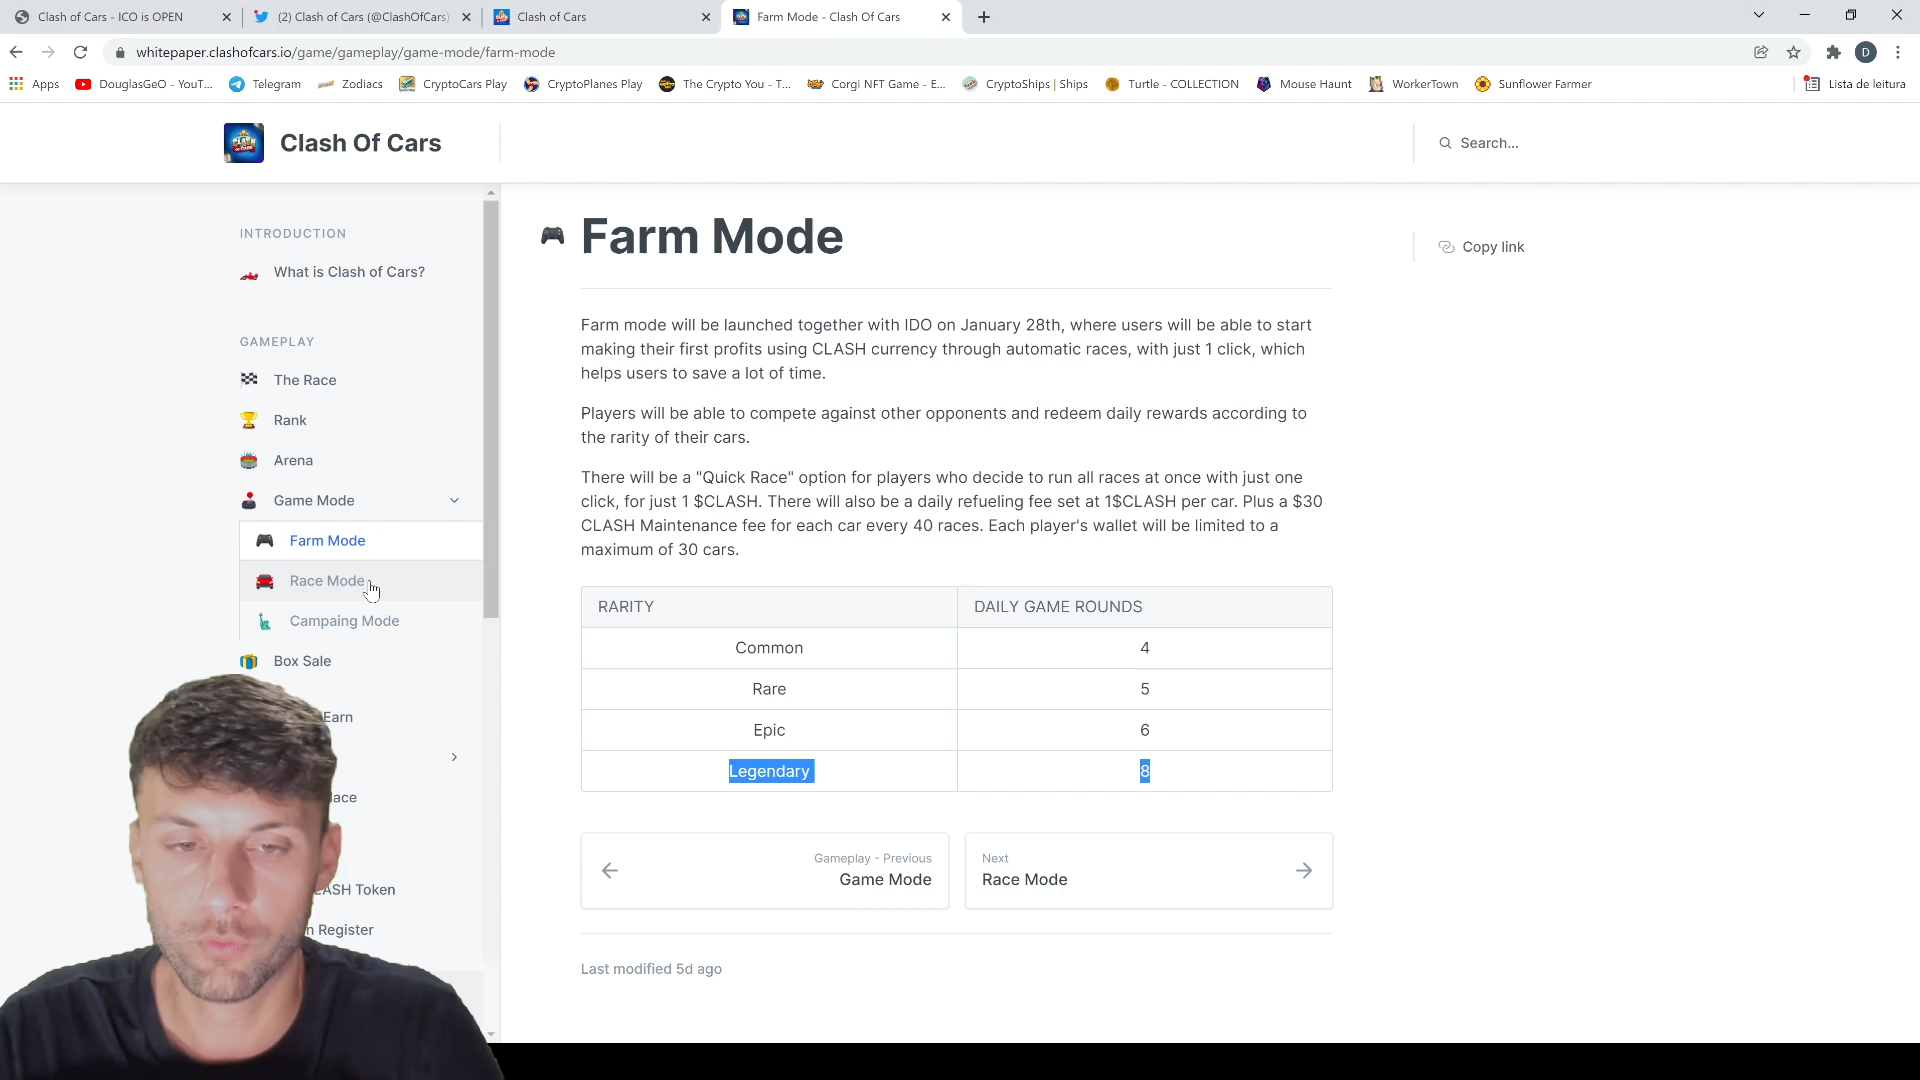 Clash of Cars - ICO is OPEN
(2) Clash of Cars (@ClashOfCars)
Clash of Cars
Farm Mode - Clash Of Cars
whitepaper.clashofcars.io/game/gameplay/game-mode/farm-mode
D
Apps
DouglasGeO - YouT...
Telegram
Zodiacs
CryptoCars Play
CryptoPlanes Play
The Crypto You - T...
Corgi NFT Game - E...
CryptoShips | Ships
Turtle - COLLECTION
Mouse Haunt
WorkerTown
Sunflower Farmer
Lista de leitura
Clash Of Cars
Search...
INTRODUCTION
What is Clash of Cars?
GAMEPLAY
The Race
Rank
Arena
Game Mode
Farm Mode
Race Mode
Campaing Mode
Box Sale
Earn
lace
LASH Token
n Register
Farm Mode
Copy link
Farm mode will be launched together with IDO on January 28th, where users will be able to start
making their first profits using CLASH currency through automatic races, with just 1 click, which
helps users to save a lot of time.
Players will be able to compete against other opponents and redeem daily rewards according to
the rarity of their cars.
There will be a "Quick Race" option for players who decide to run all races at once with just one
click, for just 1 $CLASH. There will also be a daily refueling fee set at 1$CLASH per car. Plus a $30
CLASH Maintenance fee for each car every 40 races. Each player's wallet will be limited to a
maximum of 30 cars.
RARITY DAILY GAME ROUNDS
Common 4
Rare 5
Epic 6
Legendary 8
Gameplay - Previous
Game Mode
Next
Race Mode
Last modified 5d ago